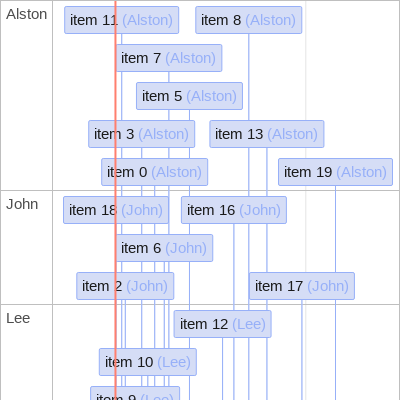 Alston
item 11 (Alston)
item 8 (Alston)
item 7 (Alston)
item 5 (Alston)
item 3 (Alston)
item 13 (Alston)
item 0 (Alston)
item 19 (Alston)
John
item 18 (John)
item 16 (John)
item 6 (John)
item 2 (John)
item 17 (John)
Lee
item 12 (Lee)
item 10 (Lee)
item 9 (Lee)